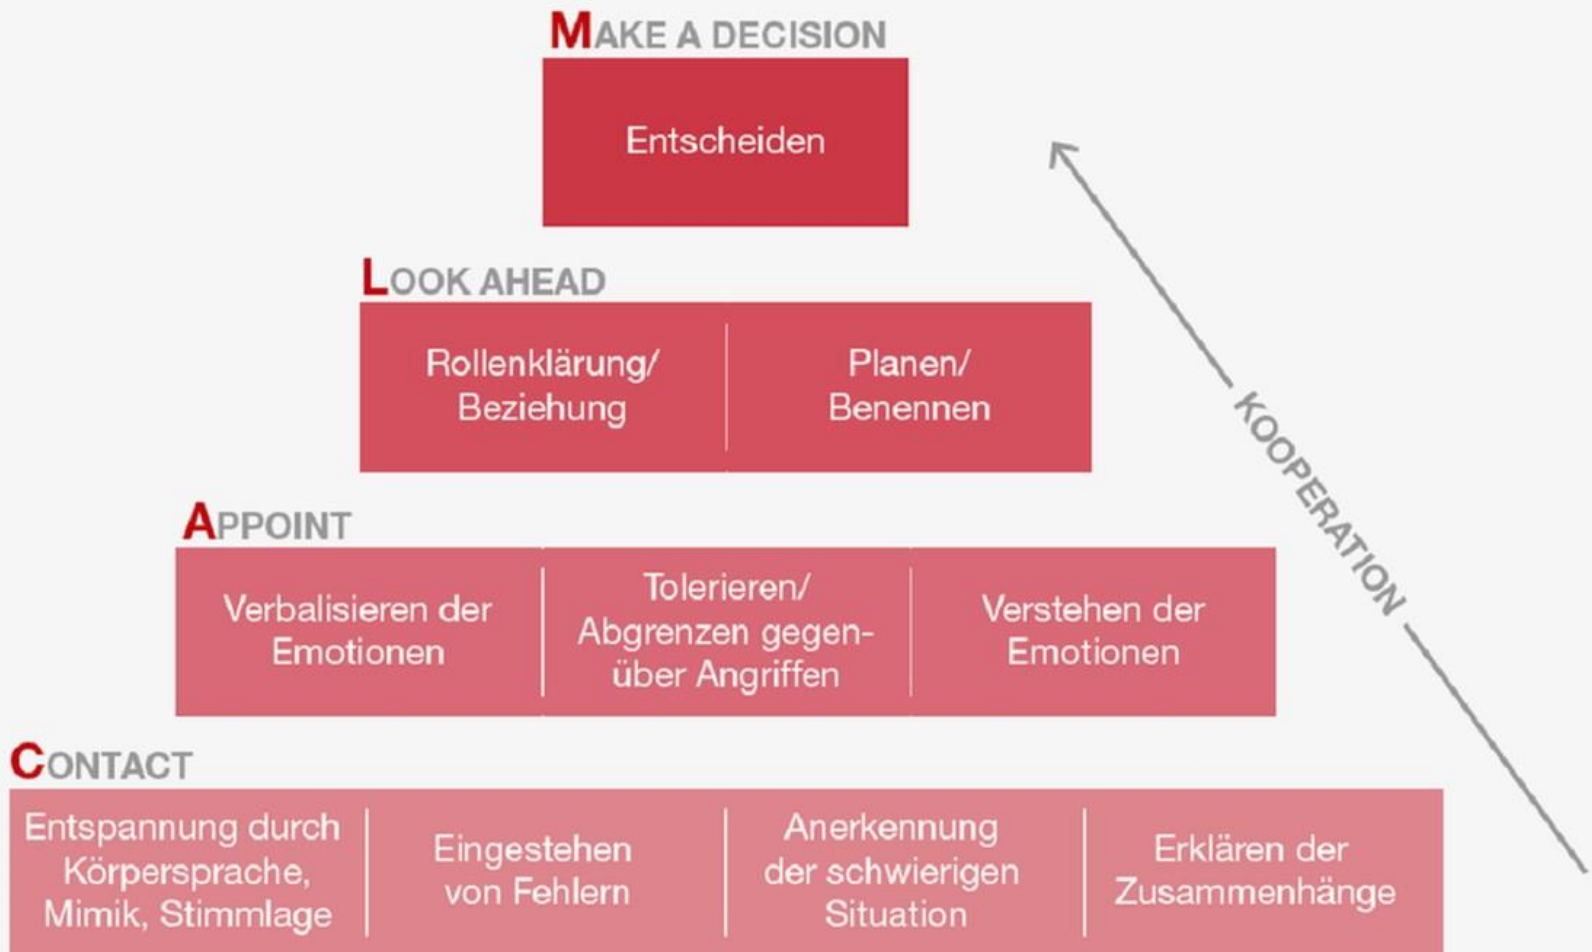 MAKE A DECISION
Entscheiden
LOOK AHEAD
Rollenklärung/
Beziehung
Planen/
Benennen
APPOINT
Verbalisieren der
Emotionen
Tolerieren/
Abgrenzen gegen-
über Angriffen
Verstehen der
Emotionen
CONTACT
Entspannung durch
Körpersprache,
Mimik, Stimmlage
Eingestehen
von Fehlern
Anerkennung
der schwierigen
Situation
Erklären der
Zusammenhänge
KOOPERATION